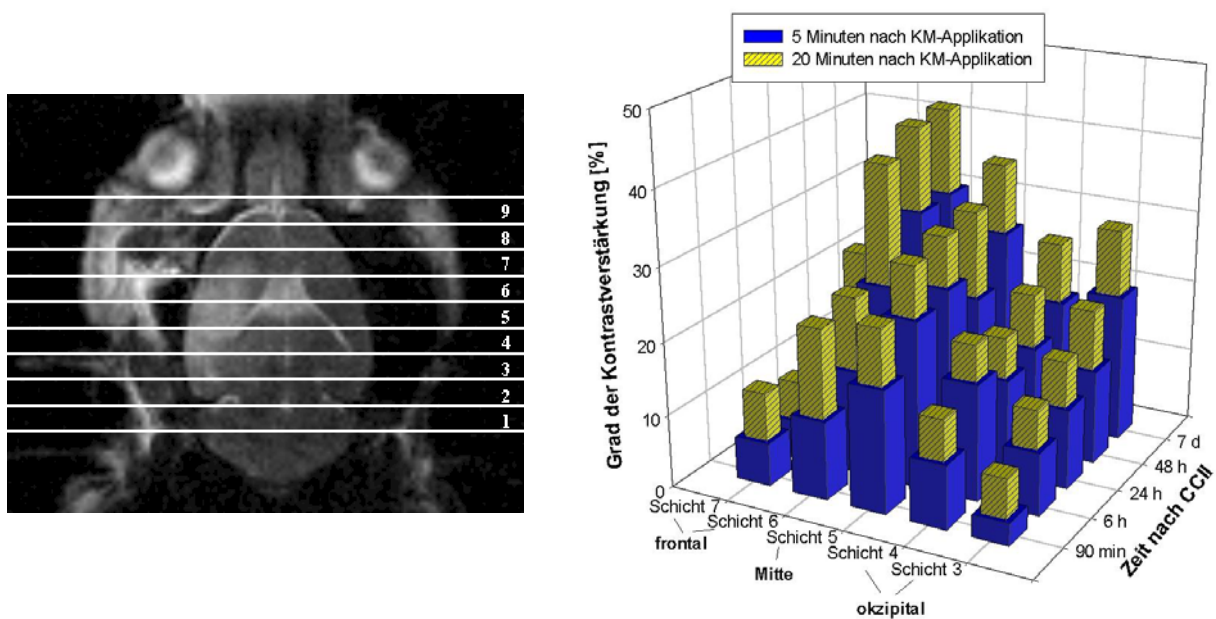 9
8
7
6
5
4
3
2
1
5 Minuten nach KM-Applikation
20 Minuten nach KM-Applikation
Grad der Kontrastverstärkung [%]
50
40
30
20
10
0
Schicht 7
Schicht 6
Schicht 5
Schicht 4
Schicht 3
frontal
Mitte
okzipital
7 d
48 h
24 h
6 h
90 min
Zeit nach CCII